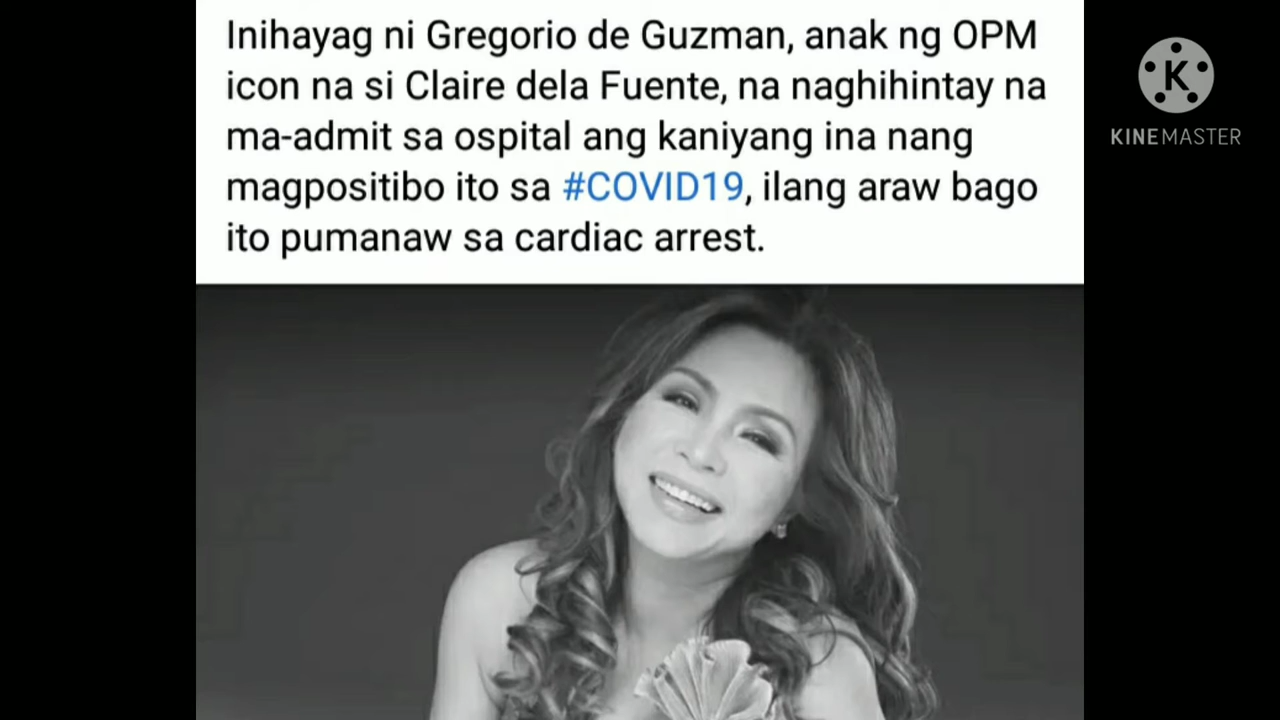 Inihayag ni Gregorio de Guzman, anak ng OPM
icon na si Claire dela Fuente, na naghihintay na
ma-admit sa ospital ang kaniyang ina nang
magpositibo ito sa #COVID19, ilang araw bago
ito pumanaw sa cardiac arrest.
K
KINEMASTER